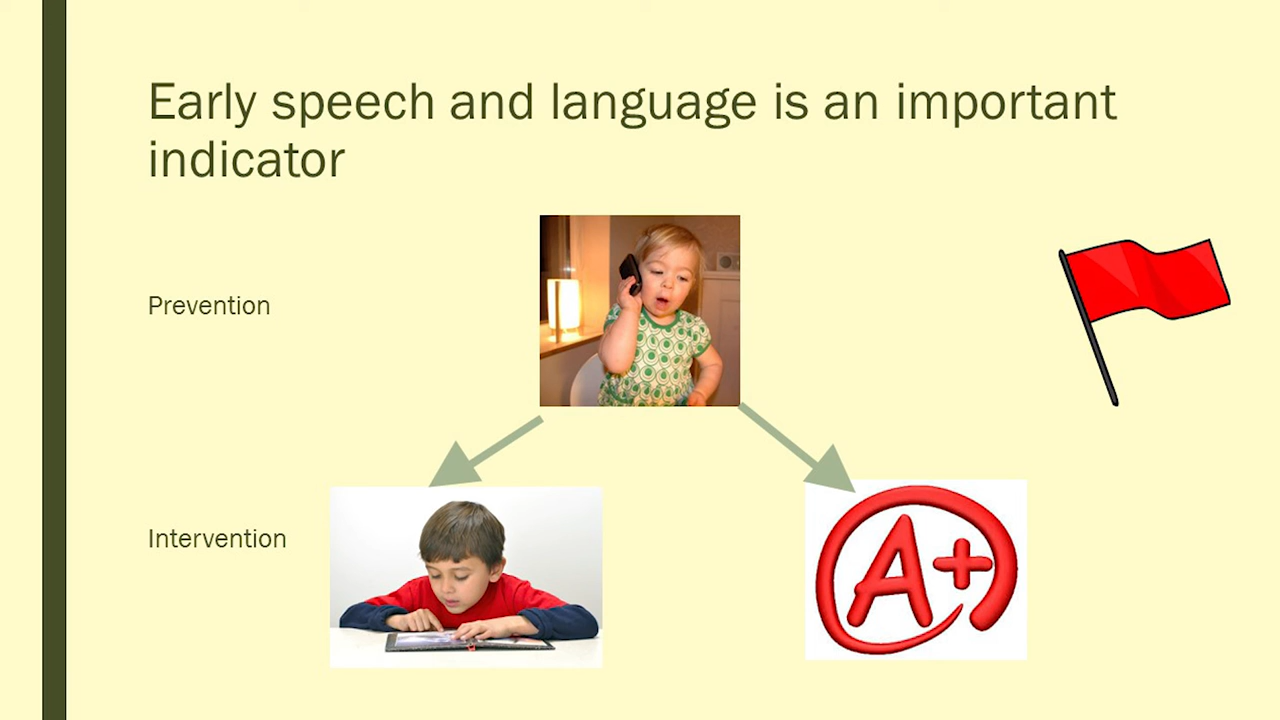 Early speech and language is an important
indicator
Prevention
Intervention
A+